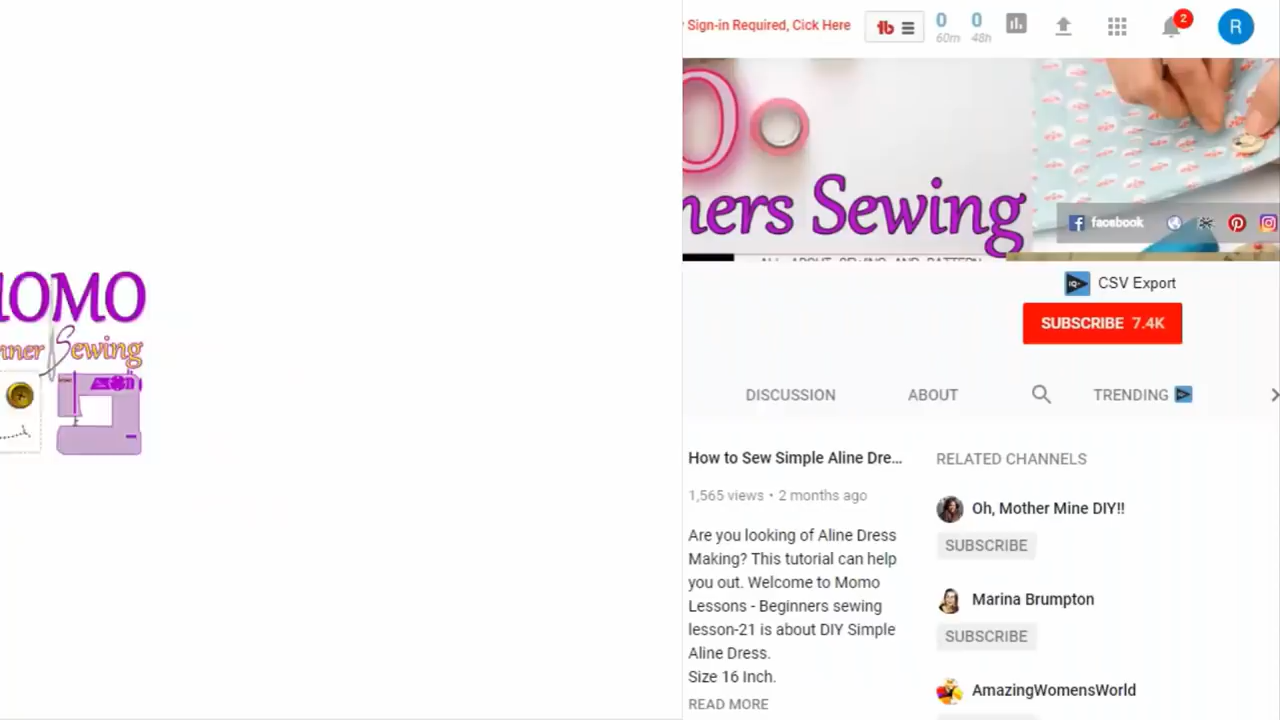 Sign-in Required, Cick Here
0
60m
0
48h
2
R
O
ners Sewing
facebook
OMO
nner Sewing
CSV Export
SUBSCRIBE 7.4K
DISCUSSION
ABOUT
TRENDING
How to Sew Simple Aline Dre...
1,565 views • 2 months ago
Are you looking of Aline Dress
Making? This tutorial can help
you out. Welcome to Momo
Lessons - Beginners sewing
lesson-21 is about DIY Simple
Aline Dress.
Size 16 Inch.
READ MORE
RELATED CHANNELS
Oh, Mother Mine DIY!!
SUBSCRIBE
Marina Brumpton
SUBSCRIBE
AmazingWomensWorld